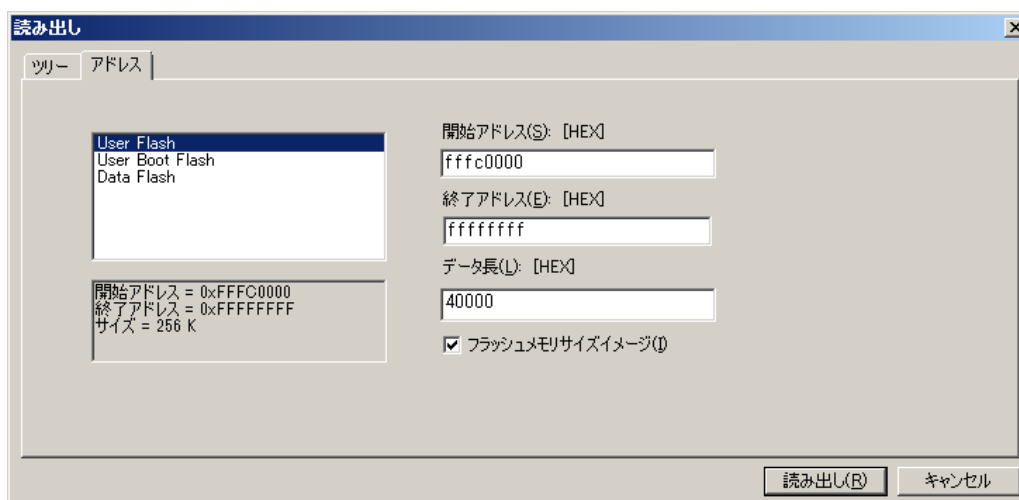 読み出し
ツリー アドレス
User Flash
User Boot Flash
Data Flash
開始アドレス = 0xFFFC0000
終了アドレス = 0xFFFFFFFF
サイズ = 256 K
開始アドレス(S): [HEX]
fffc0000
終了アドレス(E): [HEX]
ffffffff
データ長(L): [HEX]
40000
フラッシュメモリサイズイメージ(I)
読み出し(R) キャンセル